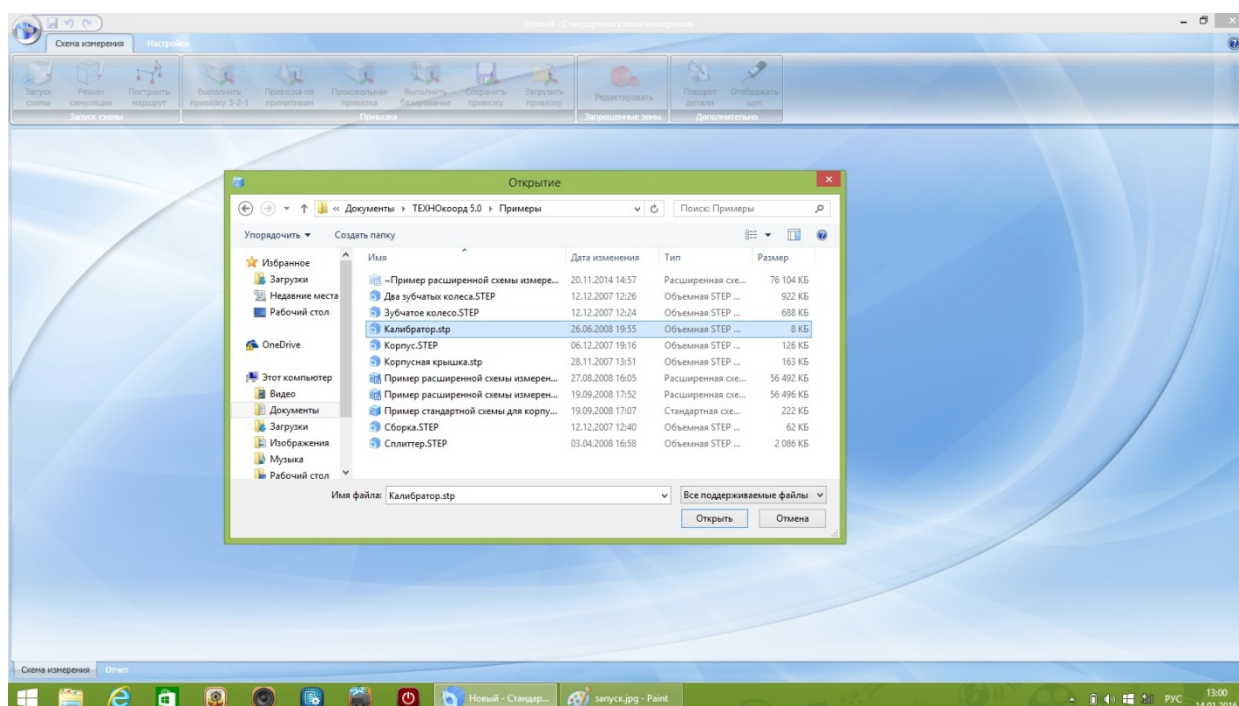 Новый - Стандартная схема измерения
Схема измерения Настройки
Запуск схемы Режим симуляции Построить маршрут Выполнить привязку 3-2-1 Привязка по примитивам Произвольная привязка Выполнить базирование Сохранить привязку Загрузить привязку Редактировать Поворот детали Отображать щуп
Запуск схемы Привязка Запрещенные зоны Дополнительно
Открытие
« Документы ТЕХНОкоорд 5.0 Примеры Поиск: Примеры
Упорядочить Создать папку
Избранное
Загрузки
Недавние места
Рабочий стол
OneDrive
Этот компьютер
Видео
Документы
Загрузки
Изображения
Музыка
Рабочий стол
Имя Дата изменения Тип Размер
~Пример расширенной схемы измере... 20.11.2014 14:57 Расширенная схе... 76 104 КБ
Два зубчатых колеса.STEP 12.12.2007 12:26 Объемная STEP ... 922 КБ
Зубчатое колесо.STEP 12.12.2007 12:24 Объемная STEP ... 688 КБ
Калибратор.stp 26.06.2008 19:55 Объемная STEP ... 8 КБ
Корпус.STEP 06.12.2007 19:16 Объемная STEP ... 126 КБ
Корпусная крышка.stp 28.11.2007 13:51 Объемная STEP ... 163 КБ
Пример расширенной схемы измерен... 27.08.2008 16:05 Расширенная схе... 56 492 КБ
Пример расширенной схемы измерен... 19.09.2008 17:52 Расширенная схе... 56 496 КБ
Пример стандартной схемы для корпу... 19.09.2008 17:07 Стандартная схе... 222 КБ
Сборка.STEP 12.12.2007 12:40 Объемная STEP ... 62 КБ
Сплиттер.STEP 03.04.2008 16:58 Объемная STEP ... 2 086 КБ
Имя файла: Калибратор.stp Все поддерживаемые файлы
Открыть Отмена
Схема измерения Отчет
Новый - Стандар... запуск.jpg - Paint РУС 13:00
14.01.2016